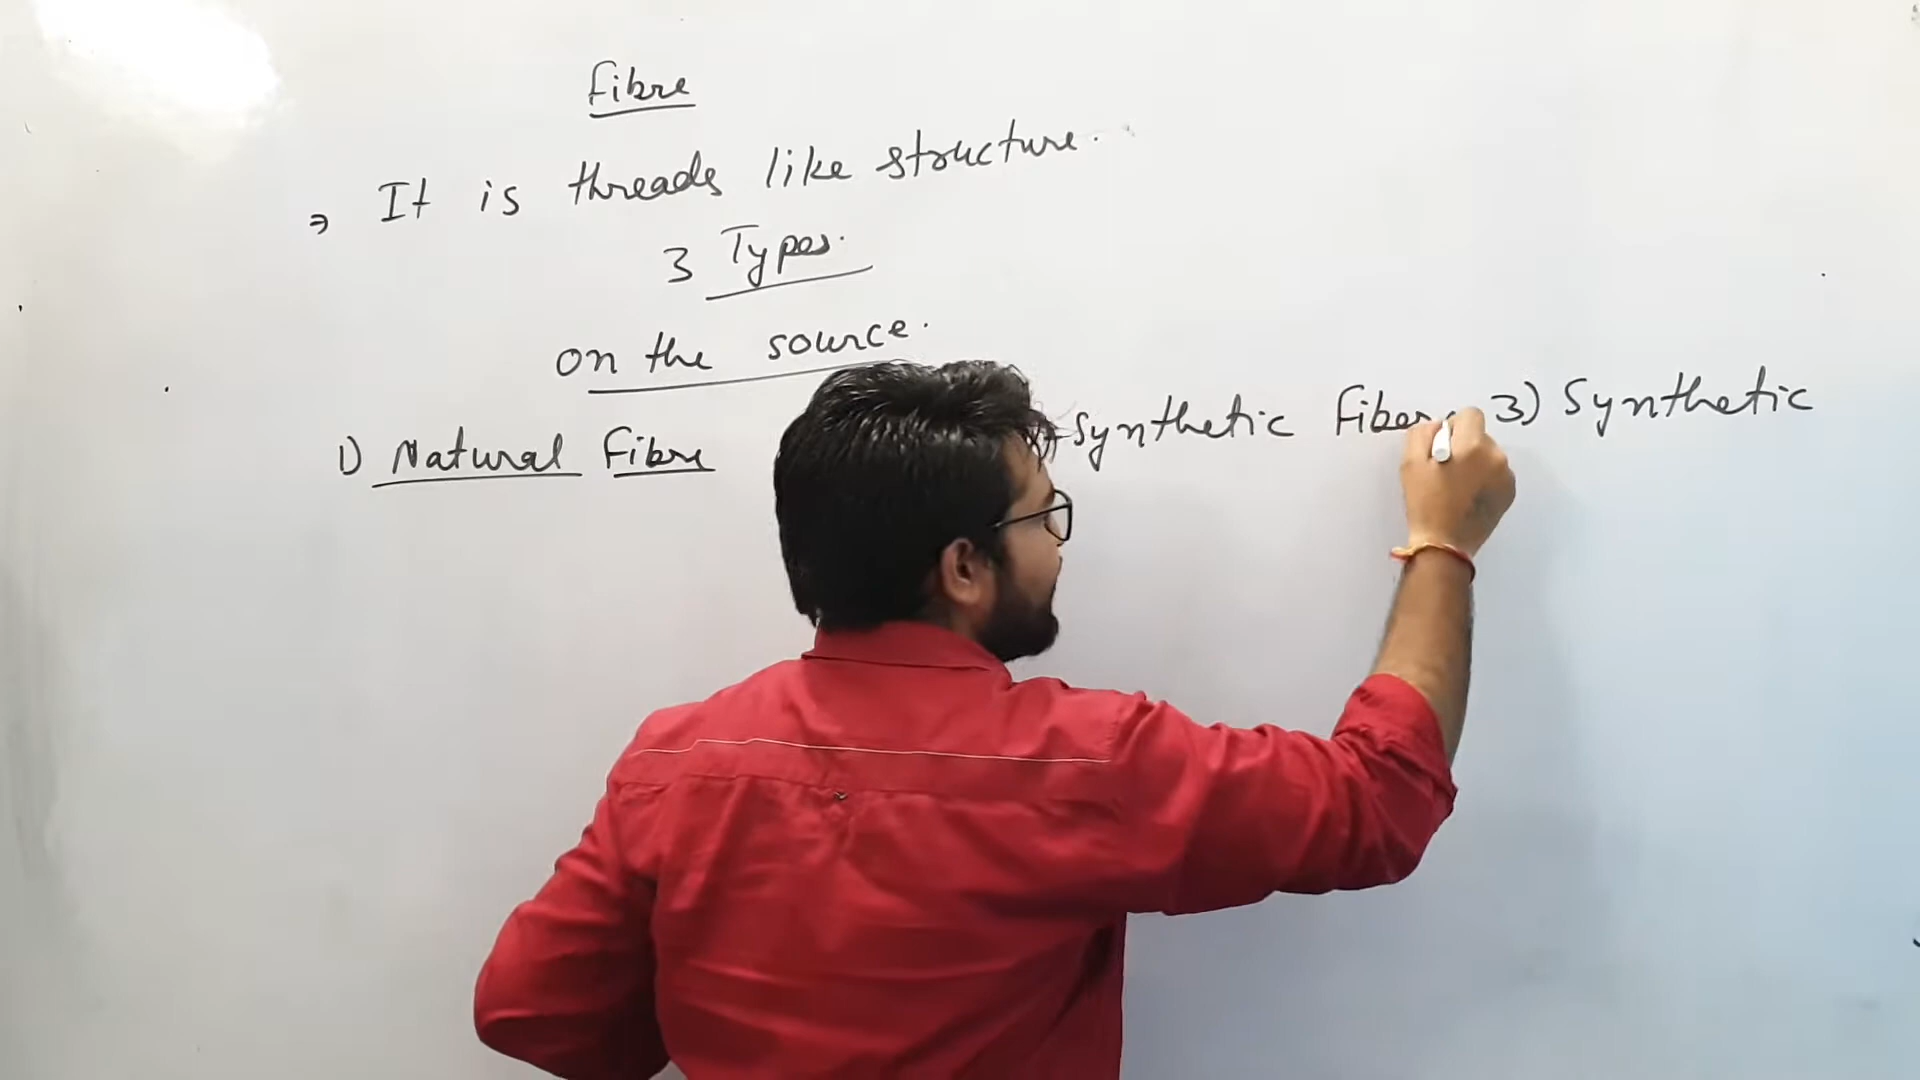 Fibre
⇒ It is threads like structure.
3 Types.
on the source.
1) Natural Fibre
Synthetic Fiber 3) Synthetic